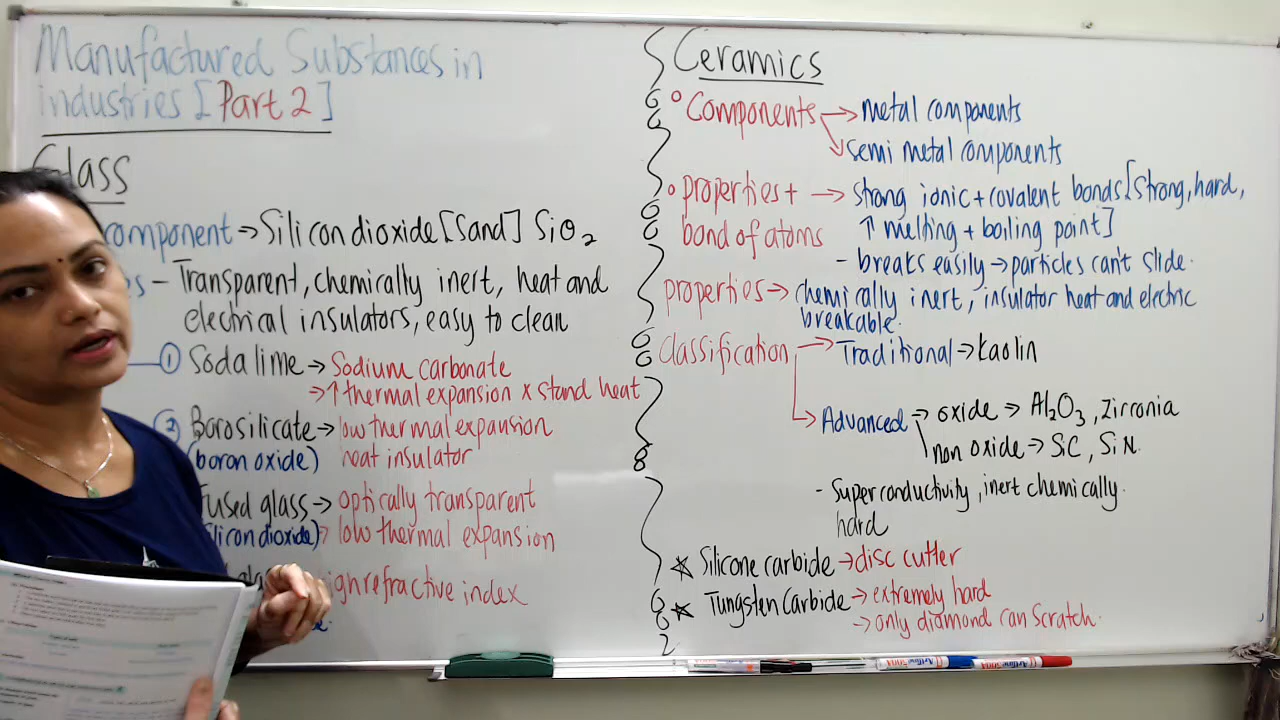 Manufactured Substances in
industries [Part 2]
Glass
component → Silicon dioxide [Sand] SiO2
- Transparent, chemically inert, heat and
electrical insulators, easy to clean
① Soda lime → Sodium carbonate
→ ↑ thermal expansion x stand heat
② Borosilicate → low thermal expansion
(boron oxide) heat insulator
Fused glass → optically transparent
(silicon dioxide) → low thermal expansion
high refractive index
Ceramics
° Components → metal components
→ semi metal components
° properties + → strong ionic + covalent bonds [strong, hard,
bond of atoms ↑ melting + boiling point]
- breaks easily → particles can't slide.
properties → chemically inert, insulator heat and electric
breakable.
classification → Traditional → kaolin
→ Advanced → oxide → Al2O3, Zirconia
non oxide → SiC, SiN.
- Superconductivity, inert chemically.
hard
☆ Silicone carbide → disc cutter
☆ Tungsten Carbide → extremely hard
→ only diamond can scratch.